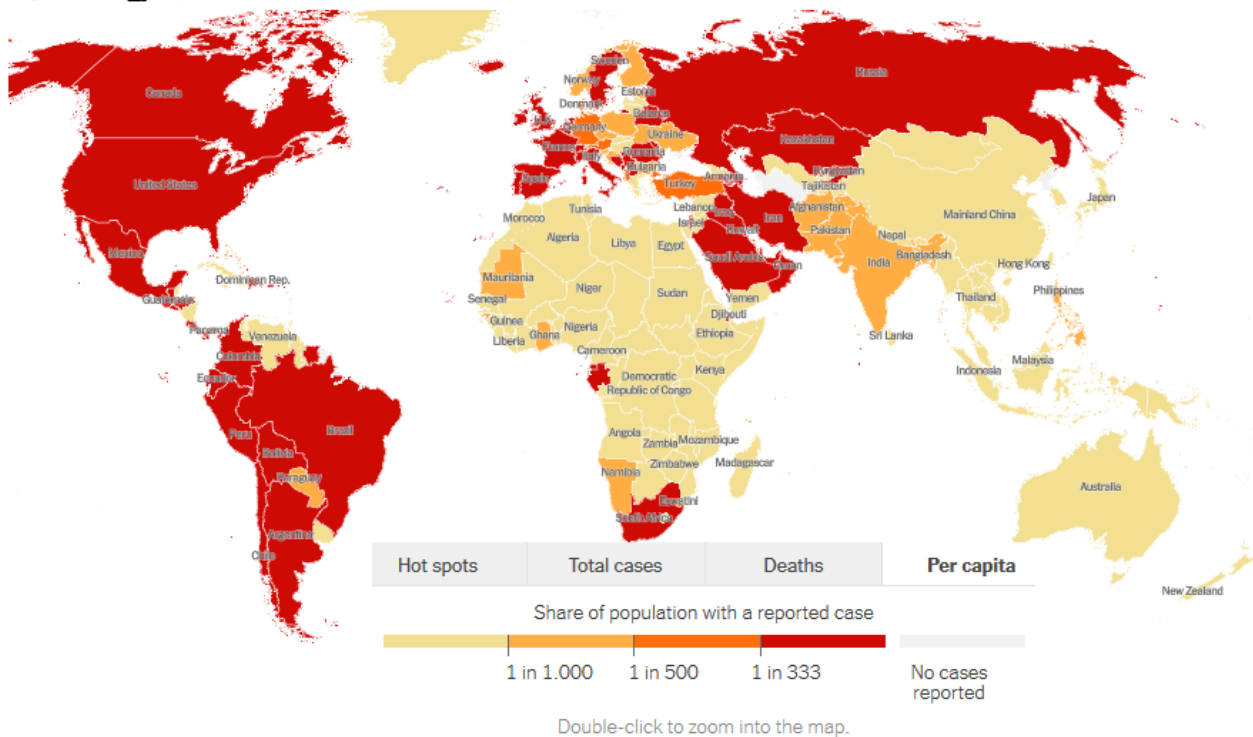 Canada
United States
Mexico
Guatemala
Dominican Rep.
Panama
Venezuela
Colombia
Ecuador
Peru
Brazil
Bolivia
Paraguay
Argentina
Chile
Sweden
Norway
Estonia
Denmark
Belarus
U.K.
Germany
Ukraine
France
Romania
Italy
Bulgaria
Spain
Russia
Kazakhstan
Kyrgyzstan
Armenia
Turkey
Tajikistan
Afghanistan
Lebanon
Israel
Iraq
Iran
Kuwait
Pakistan
Saudi Arabia
Oman
Yemen
Nepal
India
Bangladesh
Sri Lanka
Mainland China
Japan
Hong Kong
Philippines
Thailand
Malaysia
Indonesia
Morocco
Tunisia
Algeria
Libya
Egypt
Mauritania
Senegal
Niger
Sudan
Djibouti
Guinea
Ghana
Nigeria
Ethiopia
Liberia
Cameroon
Kenya
Democratic
Republic of Congo
Angola
Zambia
Mozambique
Zimbabwe
Madagascar
Namibia
Eswatini
South Africa
Australia
New Zealand
Hot spots
Total cases
Deaths
Per capita
Share of population with a reported case
1 in 1.000
1 in 500
1 in 333
No cases
reported
Double-click to zoom into the map.